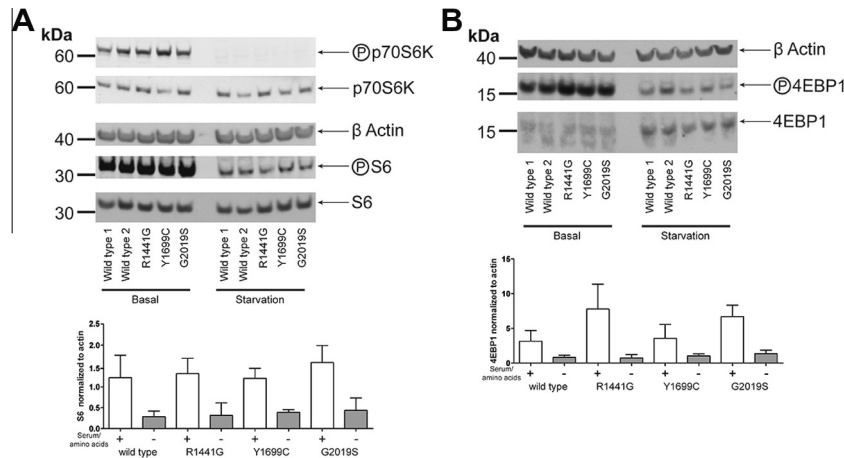 A
kDa
60
Ⓟp70S6K
60
p70S6K
40
β Actin
30
ⓅS6
30
S6
Wild type 1
Wild type 2
R1441G
Y1699C
G2019S
Wild type 1
Wild type 2
R1441G
Y1699C
G2019S
Basal
Starvation
S6 normalized to actin
2.5
2.0
1.5
1.0
0.5
0.0
Serum/
amino acids
+
-
+
-
+
-
+
-
wild type
R1441G
Y1699C
G2019S
B
kDa
40
β Actin
15
Ⓟ4EBP1
15
4EBP1
Wild type 1
Wild type 2
R1441G
Y1699C
G2019S
Wild type 1
Wild type 2
R1441G
Y1699C
G2019S
Basal
Starvation
4EBP1 normalized to actin
15
10
5
0
Serum/
amino acids
+
-
+
-
+
-
+
-
wild type
R1441G
Y1699C
G2019S